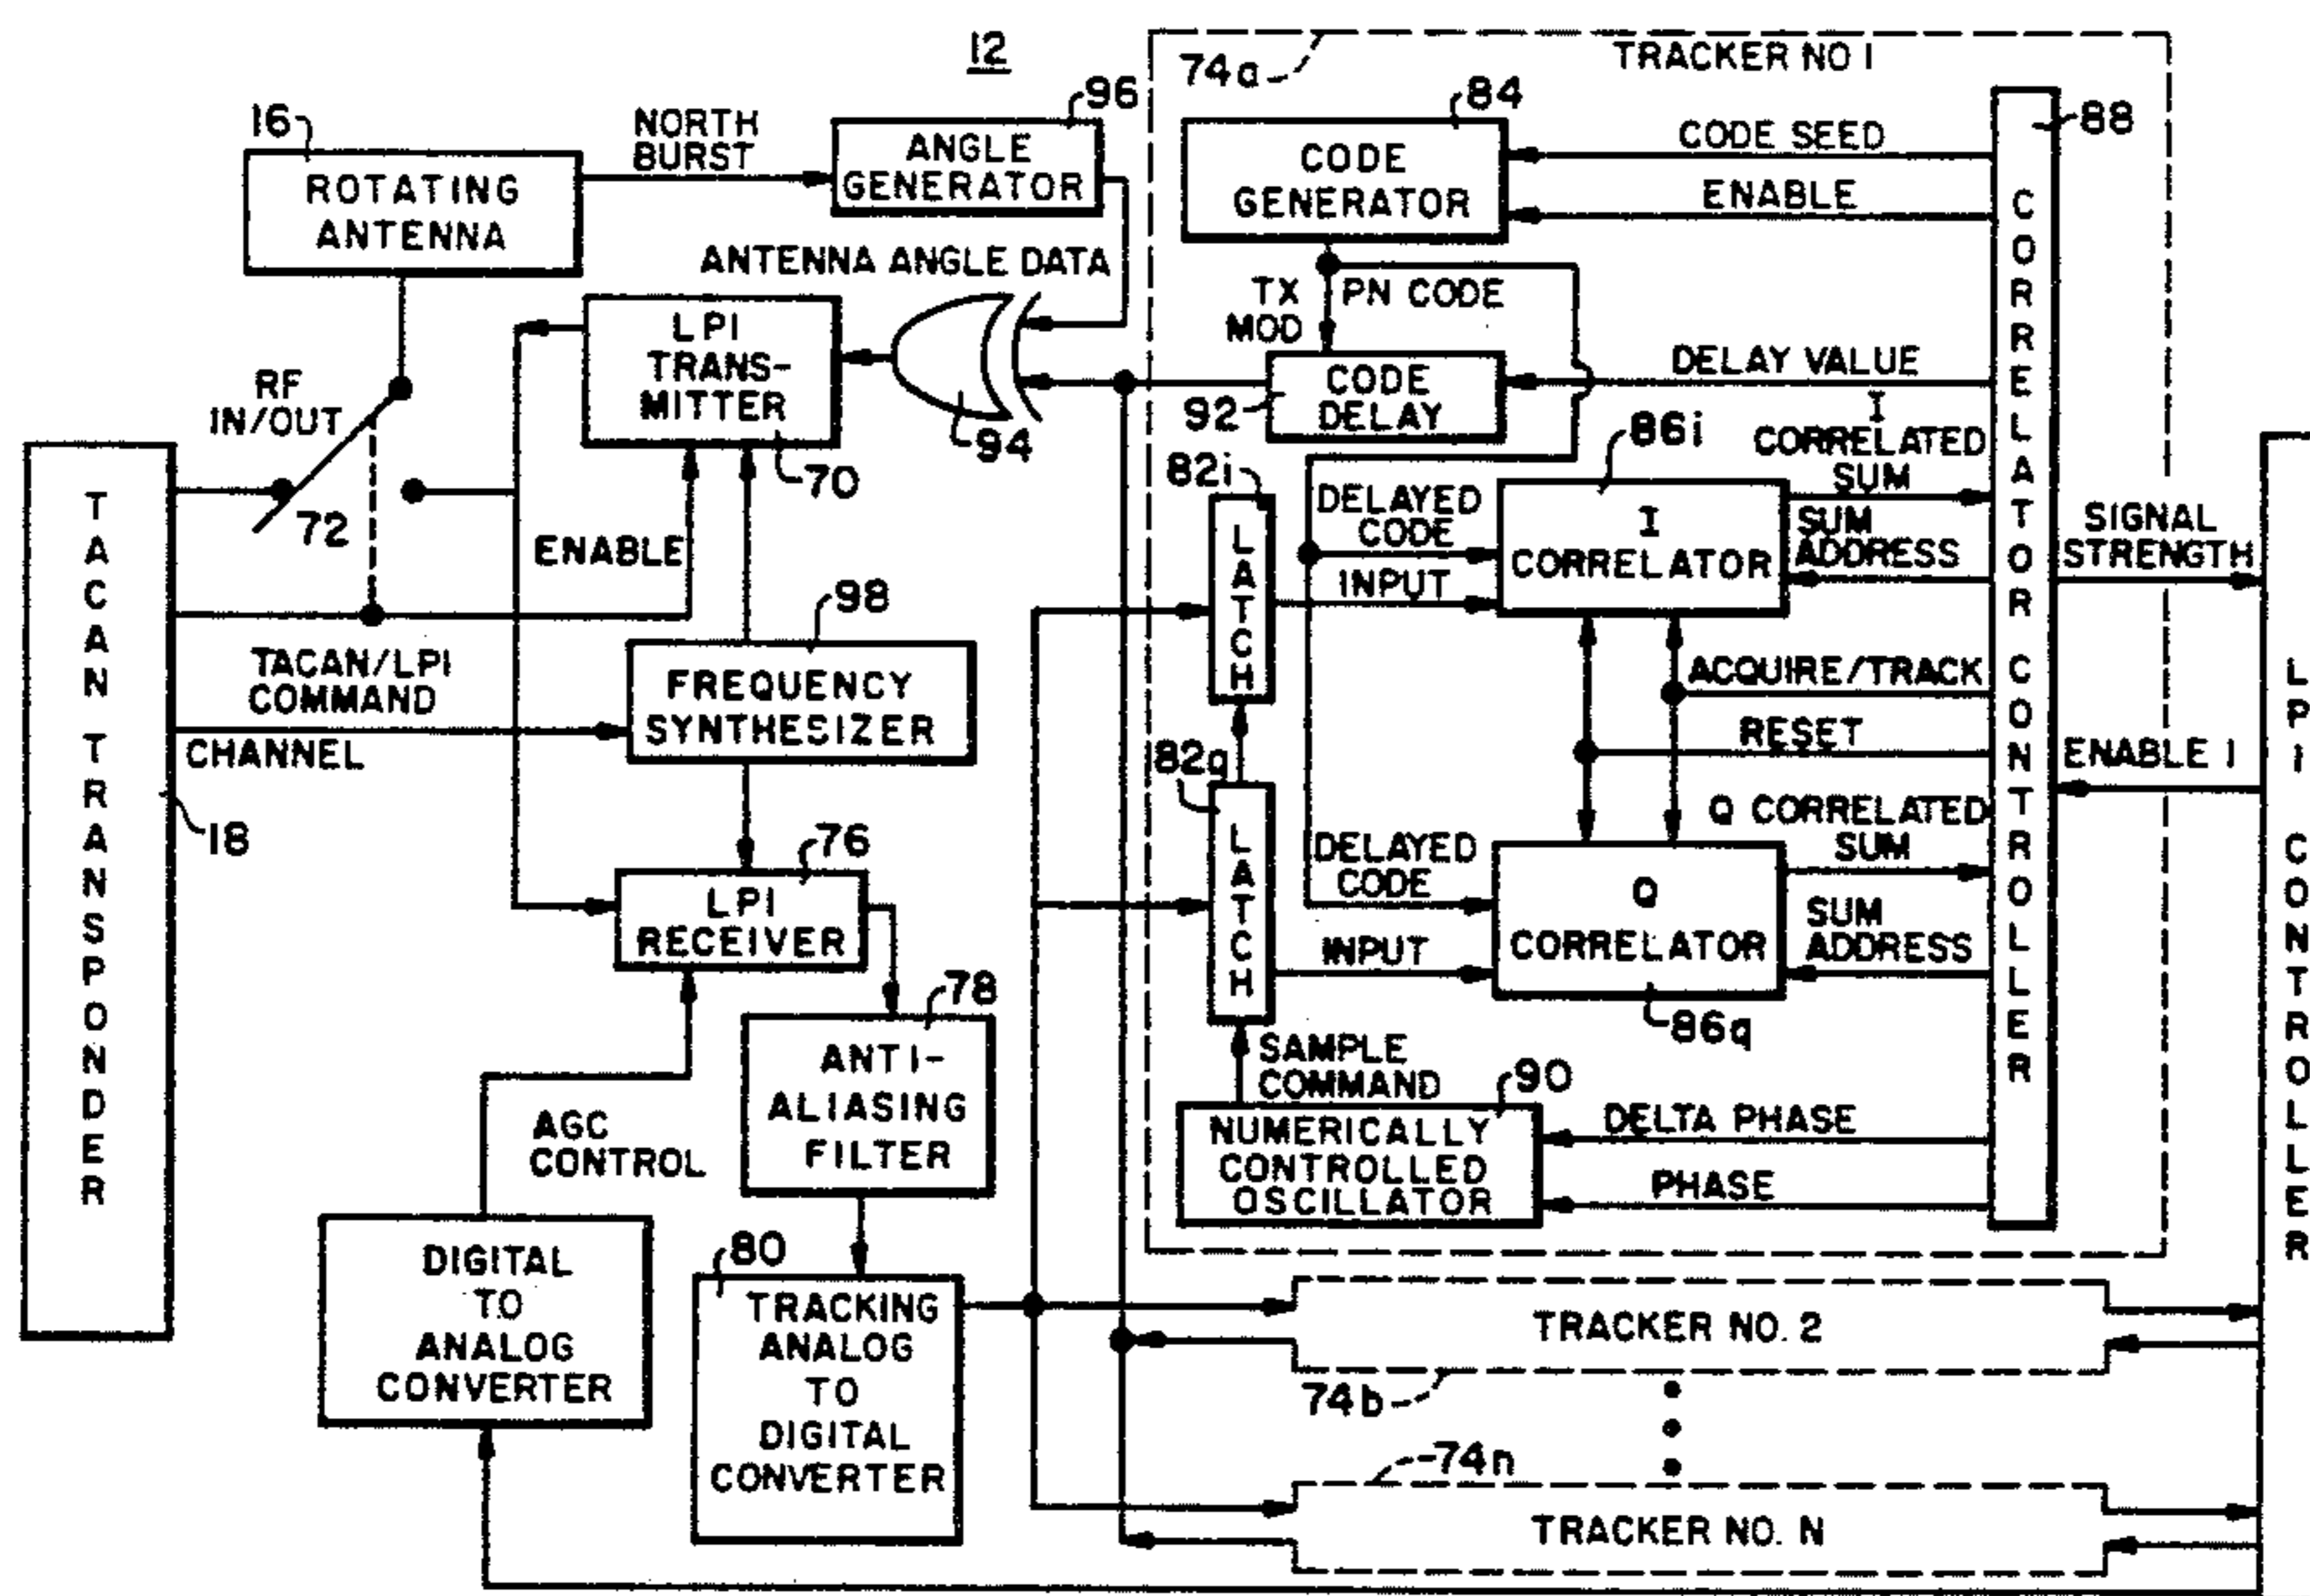 12
TRACKER NO 1
74a
16
NORTH
BURST
96
ANGLE
GENERATOR
84
CODE
GENERATOR
CODE SEED
ENABLE
88
ROTATING
ANTENNA
ANTENNA ANGLE DATA
TX
MOD
PN CODE
LPI
TRANS-
MITTER
70
94
CODE
DELAY
92
DELAY VALUE
RF
IN/OUT
72
ENABLE
TACAN TRANSPONDER
18
TACAN/LPI
COMMAND
CHANNEL
98
FREQUENCY
SYNTHESIZER
76
LPI
RECEIVER
78
ANTI-
ALIASING
FILTER
AGC
CONTROL
DIGITAL
TO
ANALOG
CONVERTER
80
TRACKING
ANALOG
TO
DIGITAL
CONVERTER
82i
LATCH
DELAYED
CODE
INPUT
86i
I
CORRELATOR
I
CORRELATED
SUM
SUM
ADDRESS
ACQUIRE/TRACK
RESET
82q
LATCH
DELAYED
CODE
INPUT
Q
CORRELATOR
86q
Q CORRELATED
SUM
SUM
ADDRESS
SAMPLE
COMMAND
90
NUMERICALLY
CONTROLLED
OSCILLATOR
DELTA PHASE
PHASE
CORRELATOR CONTROLLER
SIGNAL
STRENGTH
ENABLE 1
LPI CONTROLLER
TRACKER NO. 2
74b
74n
TRACKER NO. N